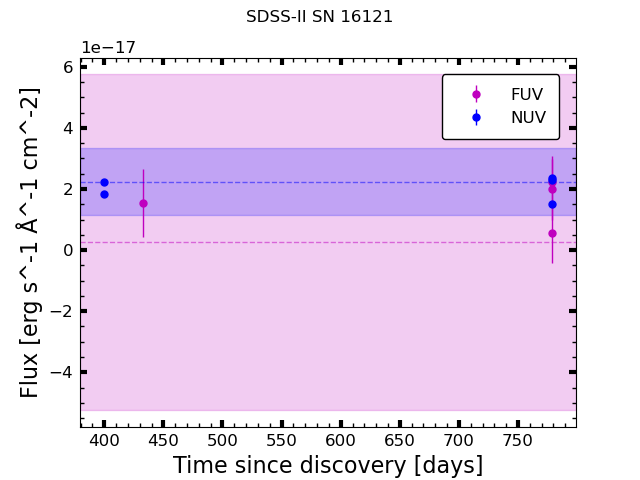 SDSS-II SN 16121
1e−17
6
4
2
0
−2
−4
FUV
NUV
400 450 500 550 600 650 700 750
Time since discovery [days]
Flux [erg s^-1 Å^-1 cm^-2]